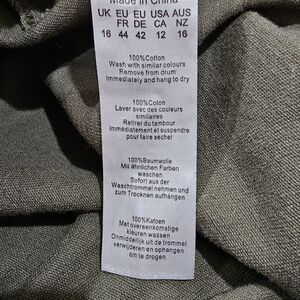 Made in China
UK EU EU USA AUS
FR DE CA NZ
16 44 42 12 16
100%Cotton
Wash with similar colours
Remove from drum
Immediately and hang to dry
100%Coton
Laver avec des couleurs
similaires
Retirer du tambour
Immédiatement et suspendre
pour faire sécher
100%Baumwolle
Mit ähnlichen Farben
waschen
Sofort aus der
Waschtrommel nehmen und
zum Trocknen aufhängen
100%Katoen
Met overeenkomstige
kleuren wassen
Onmiddellijk uit de trommel
verwijderen en ophangen
om te drogen